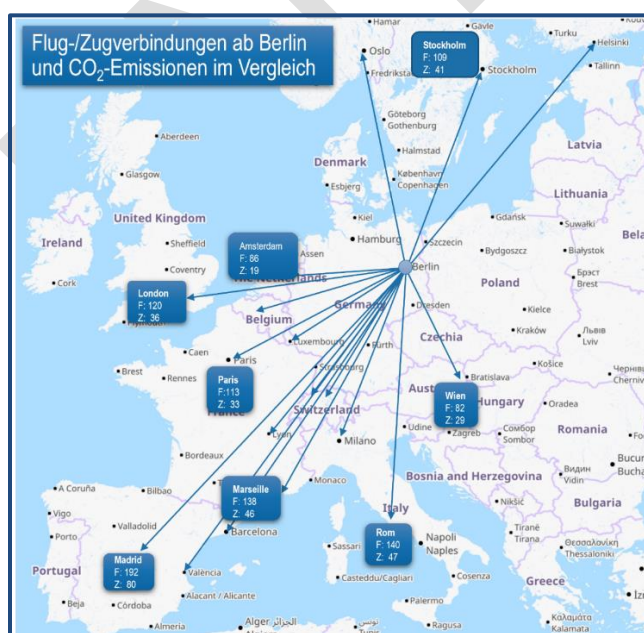 Flug-/Zugverbindungen ab Berlin
und CO₂-Emissionen im Vergleich
Hamar
Gävle
Turku
Helsinki
Oslo
Stockholm
F: 109
Z: 41
Fredriksta
Stockholm
Tallinn
Göteborg
Gothenburg
Aberdeen
Halmstad
Latvia
Glasgow
Denmark
København
Copenhagen
Esbjerg
Lithuania
United Kingdom
Kiel
Gdańsk
Suwałki
Ireland
Sheffield
Amsterdam
F: 86
Z: 19
Assen
Hamburg
Szczecin
Bydgoszcz
Białystok
Bela
Cork
Coventry
Netherlands
Berlin
Брэст
Brest
London
F: 120
Z: 36
Poland
Belgium
Germany
Dresden
Kielce
Luxembourg
Czechia
Kraków
Львів
Lviv
Caen
Paris
Fürth
Brest
Rennes
Strasbourg
Košice
Paris
F:113
Z: 33
Bratislava
Wien
F: 82
Z: 29
Hungary
Oradea
Switzerland
Udine
Zagreb
Сомбор
Sombor
Romania
Lyon
Milano
Bordeaux
Bosnia and Herzegovina
Видин
Vidin
Monaco
A Coruña
Bilbao
Marseille
F: 138
Z: 46
Nikšić
Bulgaria
Vigo
Valladolid
Italy
Porto
Barcelona
Rom
F: 140
Z: 47
Napoli
Naples
Tiranë
Tirana
Θεσσαλονίκη
Thessaloniki
Sassari
Madrid
F: 192
Z: 80
Portugal
València
Casteddu/Cagliari
Cosenza
Greece
Beja
Córdoba
Alacant / Alicante
Palermo
Almería
Alger
Ragusa
Καλαμάτα
Kalamata